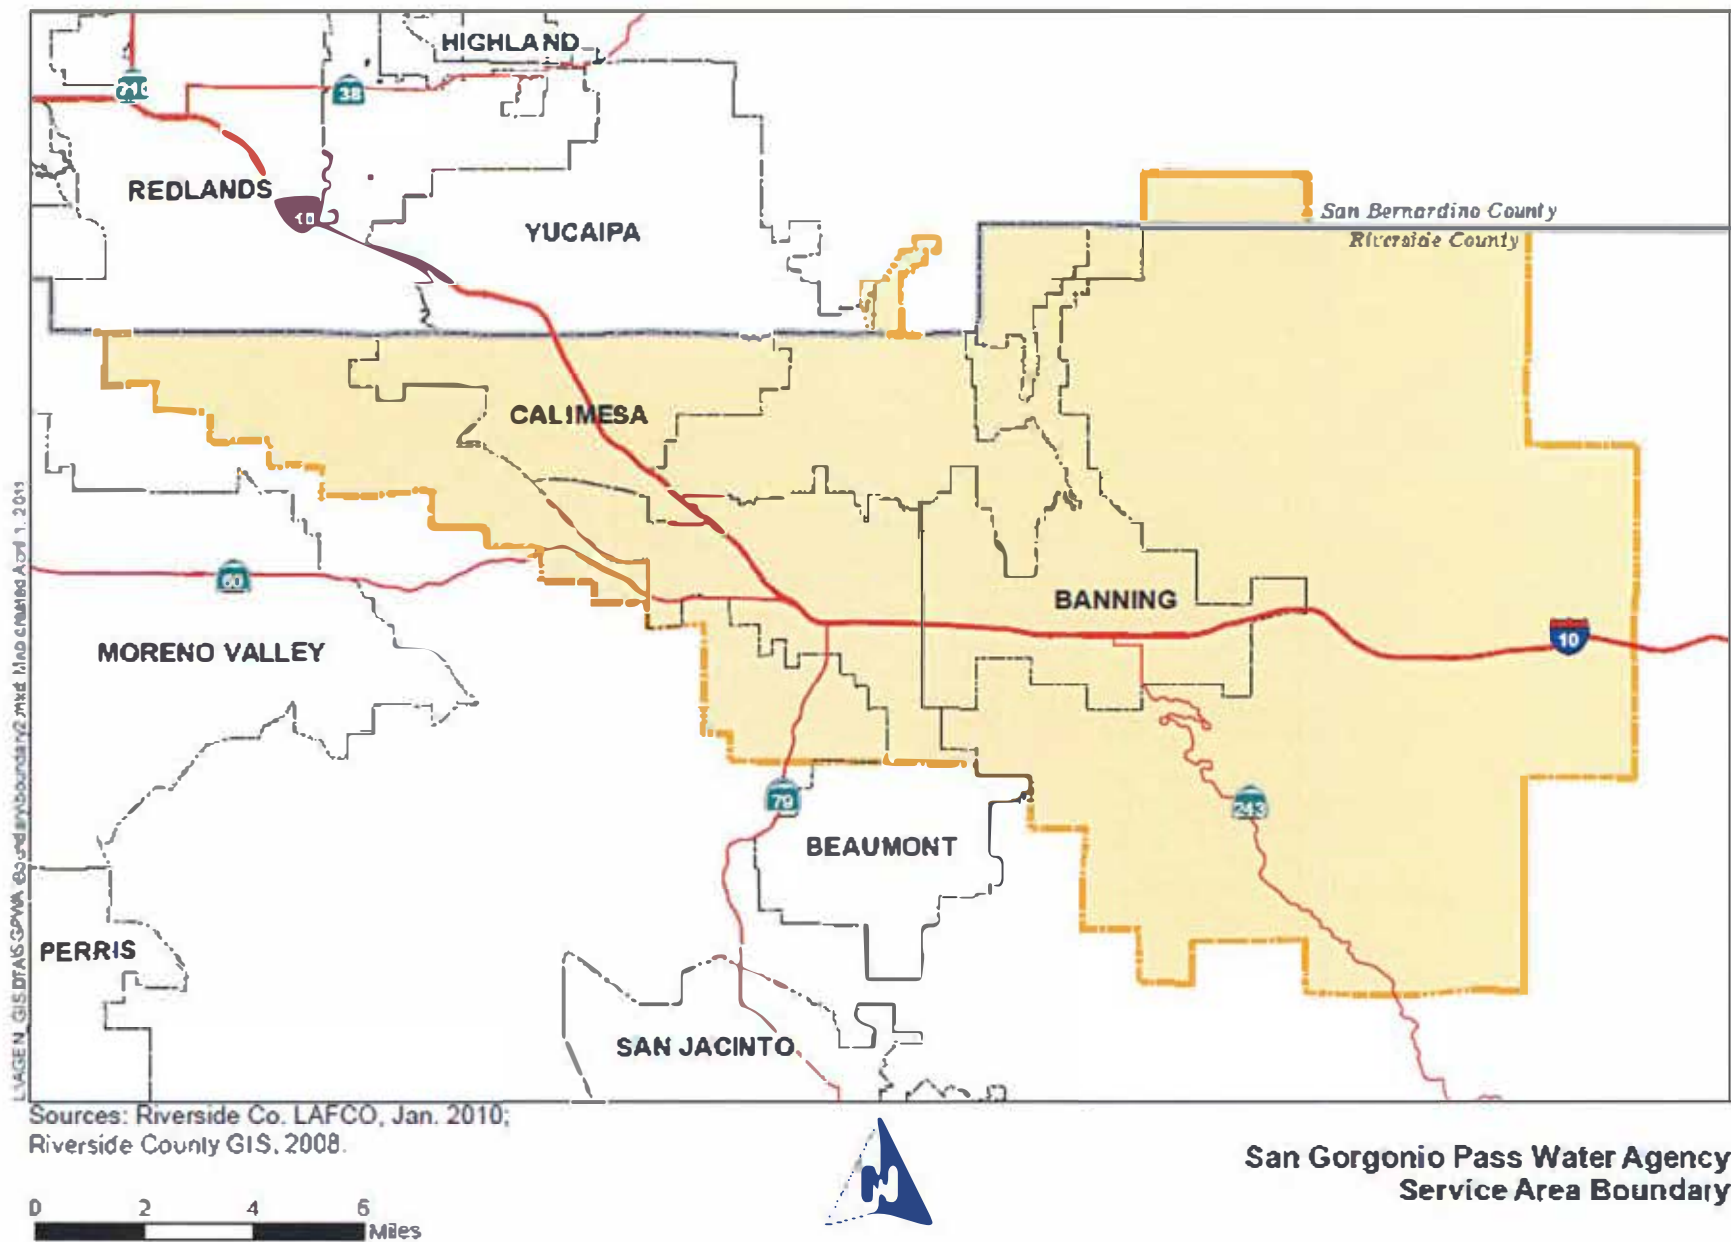 HIGHLAND
38
REDLANDS
10
YUCAIPA
San Bernardino County
Riverside County
CALIMESA
BANNING
60
10
MORENO VALLEY
79
243
BEAUMONT
PERRIS
SAN JACINTO
Sources: Riverside Co. LAFCO, Jan. 2010;
Riverside County GIS, 2008.
N
San Gorgonio Pass Water Agency
Service Area Boundary
0 2 4 6
Miles